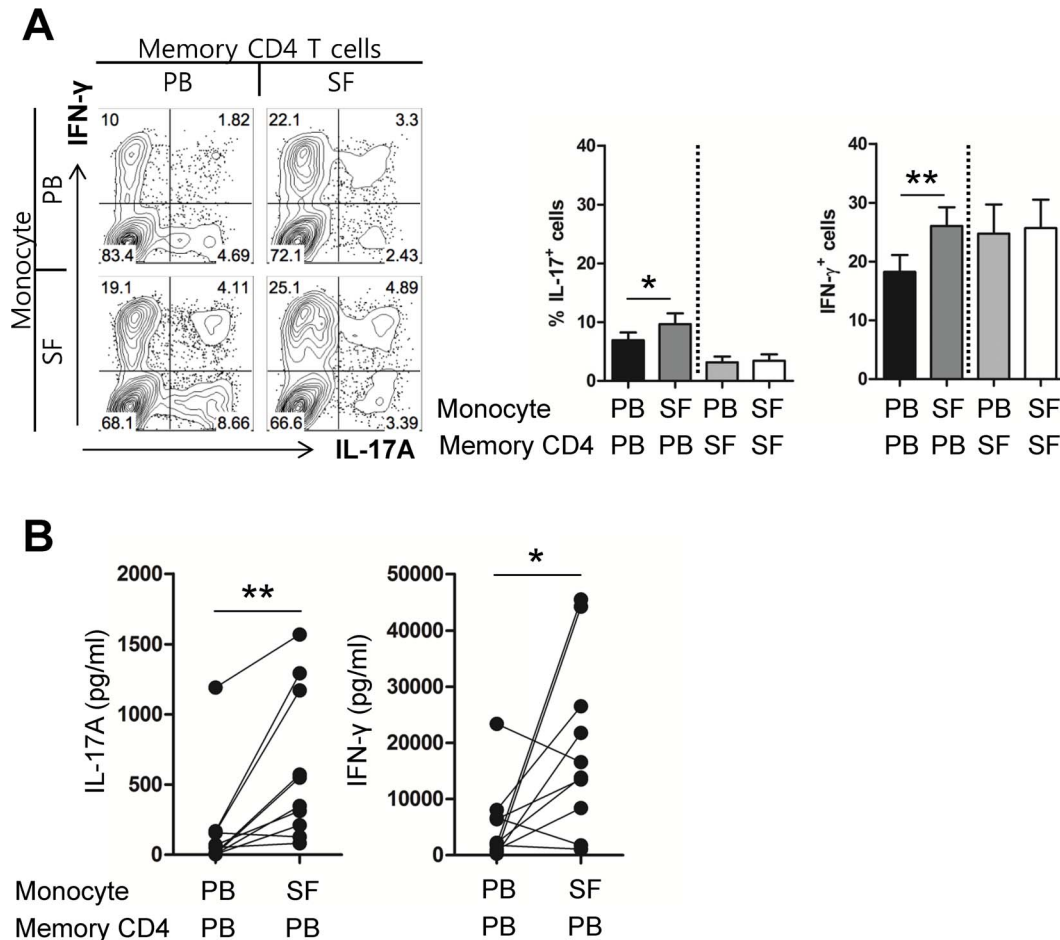 A
Memory CD4 T cells
PB SF
IFN-γ
Monocyte
PB
SF
10 1.82 22.1 3.3
83.4 4.69 72.1 2.43
19.1 4.11 25.1 4.89
68.1 8.66 66.6 3.39
IL-17A
% IL-17+ cells
40
30
20
10
0
*
Monocyte PB SF PB SF
Memory CD4 PB PB SF SF
IFN-γ+ cells
40
30
20
10
0
**
PB SF PB SF
PB PB SF SF
B
IL-17A (pg/ml)
2000
1500
1000
500
0
**
Monocyte PB SF
Memory CD4 PB PB
IFN-γ (pg/ml)
50000
40000
30000
20000
10000
0
*
PB SF
PB PB